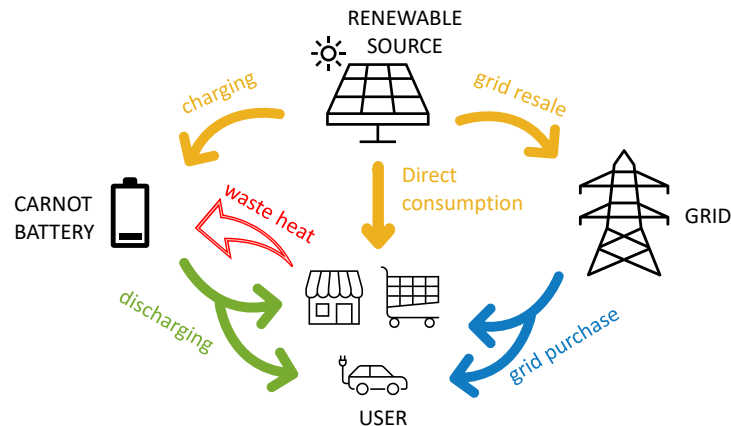 RENEWABLE
SOURCE
charging
grid resale
Direct
consumption
CARNOT
BATTERY
waste heat
GRID
discharging
grid purchase
USER